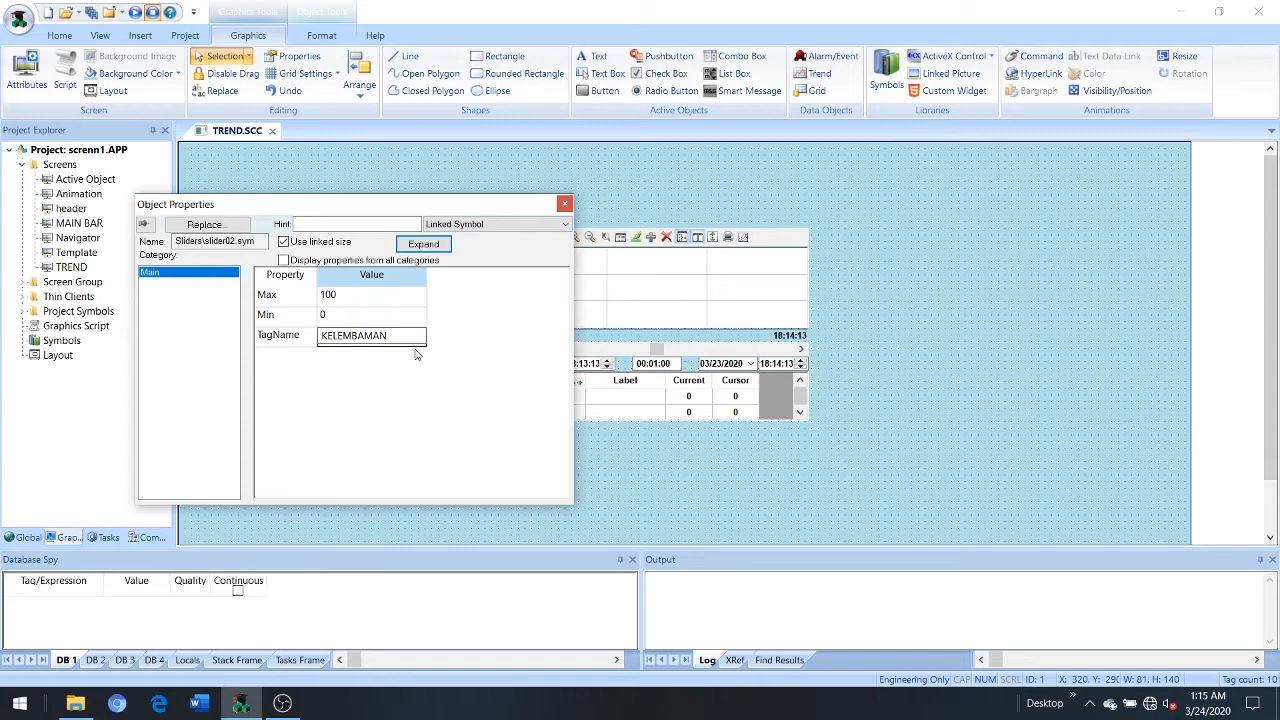 Graphics Tools Object Tools
Home View Insert Project Graphics Format Help
Attributes Script Background Image Background Color Layout
Screen
Selection Disable Drag Replace Properties Grid Settings Undo Arrange
Editing
Line Open Polygon Closed Polygon Rectangle Rounded Rectangle Ellipse
Shapes
Text Text Box Button Pushbutton Check Box Radio Button Combo Box List Box Smart Message
Active Objects
Alarm/Event Trend Grid
Data Objects
Symbols ActiveX Control Linked Picture Custom Widget
Libraries
Command HyperLink Bargraph Text Data Link Color Visibility/Position Resize Rotation
Animations
Project Explorer
TREND.SCC
Project: screnn1.APP
Screens
Active Object
Animation
header
MAIN BAR
Navigator
Template
TREND
Screen Group
Thin Clients
Project Symbols
Graphics Script
Symbols
Layout
Global Grap... Tasks Com...
Object Properties
Replace... Hint: Linked Symbol
Name Sliders\slider02.sym Use linked size Expand
Category: Display properties from all categories
Main
Property Value
Max 100
Min 0
TagName KELEMBAMAN
18:14:13
00:01:00 03/23/2020 18:14:13
Label Current Cursor
0 0
0 0
Database Spy
Tag/Expression Value Quality Continuous
DB 1 DB 2 DB 3 DB 4 Locals Stack Frame Tasks Frame
Output
Log XRef Find Results
Engineering Only CAP NUM SCRL ID: 1 X: 320, Y: 290 W: 81, H: 140 Tag count: 10
Desktop 1:15 AM
3/24/2020